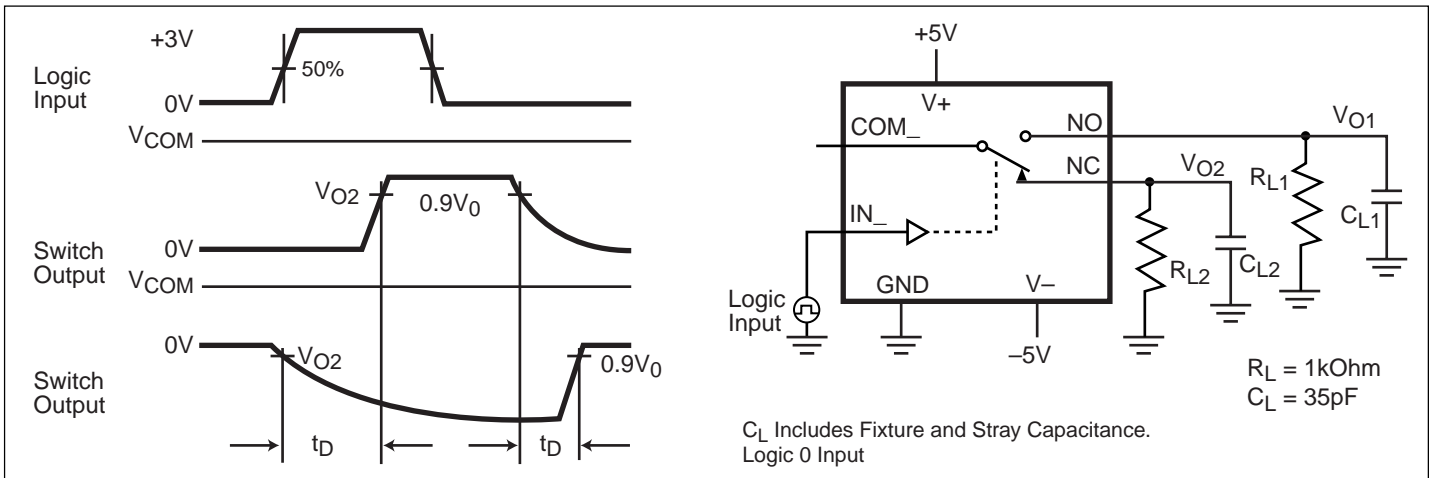 +3V
Logic
Input
50%
0V
VCOM
VO2
0.9V0
0V
Switch
Output
VCOM
0V
VO2
0.9V0
Switch
Output
tD
tD
+5V
V+
COM_
NO
VO1
NC
VO2
RL1
CL1
IN_
RL2
CL2
GND
V–
Logic
Input
–5V
RL = 1kOhm
CL = 35pF
CL Includes Fixture and Stray Capacitance.
Logic 0 Input